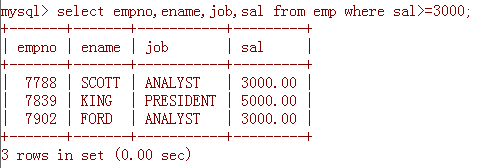 mysql> select empno,ename,job,sal from emp where sal>=3000;
+-------+-------+-----------+---------+
| empno | ename | job       | sal     |
+-------+-------+-----------+---------+
|  7788 | SCOTT | ANALYST   | 3000.00 |
|  7839 | KING  | PRESIDENT | 5000.00 |
|  7902 | FORD  | ANALYST   | 3000.00 |
+-------+-------+-----------+---------+
3 rows in set (0.00 sec)